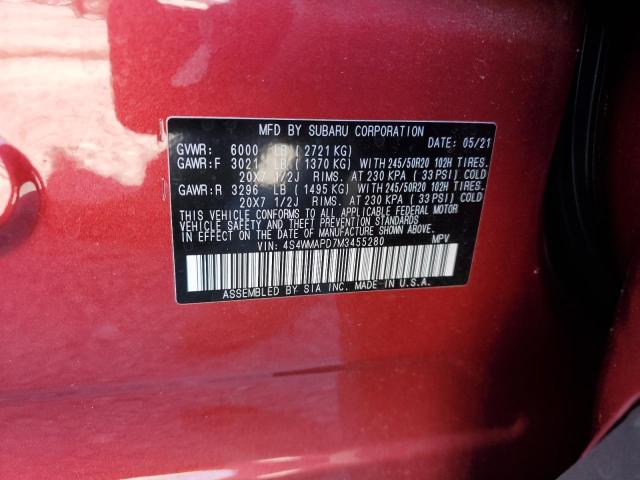 MFD BY SUBARU CORPORATION
GVWR: 6000 LB (2721 KG) DATE: 05/21
GAWR:F 3021 LB (1370 KG) WITH 245/50R20 102H TIRES.
20X7 1/2J RIMS. AT 230 KPA (33 PSI) COLD
GAWR:R 3296 LB (1495 KG) WITH 245/50R20 102H TIRES.
20X7 1/2J RIMS. AT 230 KPA (33 PSI) COLD
THIS VEHICLE CONFORMS TO ALL APPLICABLE FEDERAL MOTOR
VEHICLE SAFETY AND THEFT PREVENTION STANDARDS
IN EFFECT ON THE DATE OF MANUFACTURE SHOWN ABOVE.
VIN: 4S4WMAPD7M3455280 MPV
ASSEMBLED BY SIA INC. MADE IN U.S.A.